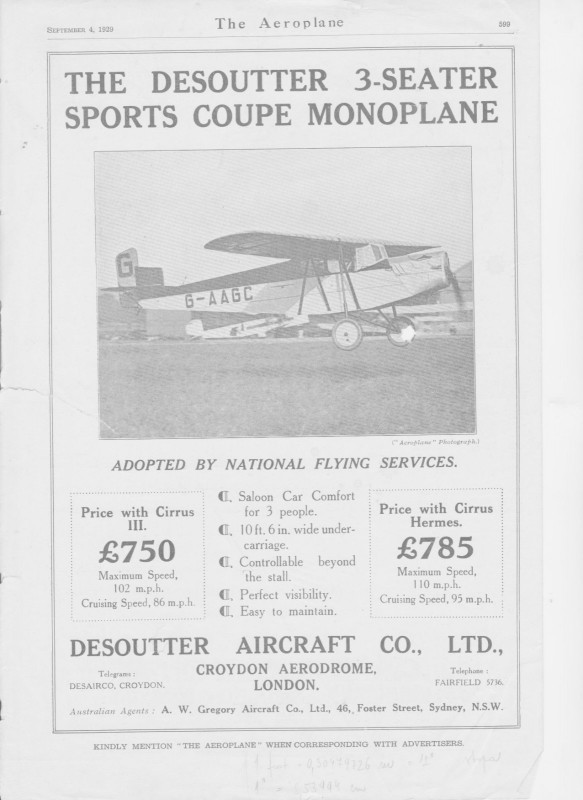 SEPTEMBER 4, 1929 The Aeroplane 599
THE DESOUTTER 3-SEATER
SPORTS COUPE MONOPLANE
G
G-AAGC
("Aeroplane" Photograph.)
ADOPTED BY NATIONAL FLYING SERVICES.
Price with Cirrus
III.
£750
Maximum Speed,
102 m.p.h.
Cruising Speed, 86 m.p.h.
Saloon Car Comfort
for 3 people.
10 ft. 6 in. wide under-
carriage.
Controllable beyond
the stall.
Perfect visibility.
Easy to maintain.
Price with Cirrus
Hermes.
£785
Maximum Speed,
110 m.p.h.
Cruising Speed, 95 m.p.h.
DESOUTTER AIRCRAFT CO., LTD.,
Telegrams :
DESAIRCO, CROYDON.
CROYDON AERODROME,
LONDON.
Telephone :
FAIRFIELD 5736.
Australian Agents : A. W. Gregory Aircraft Co., Ltd., 46, Foster Street, Sydney, N.S.W.
KINDLY MENTION "THE AEROPLANE" WHEN CORRESPONDING WITH ADVERTISERS.